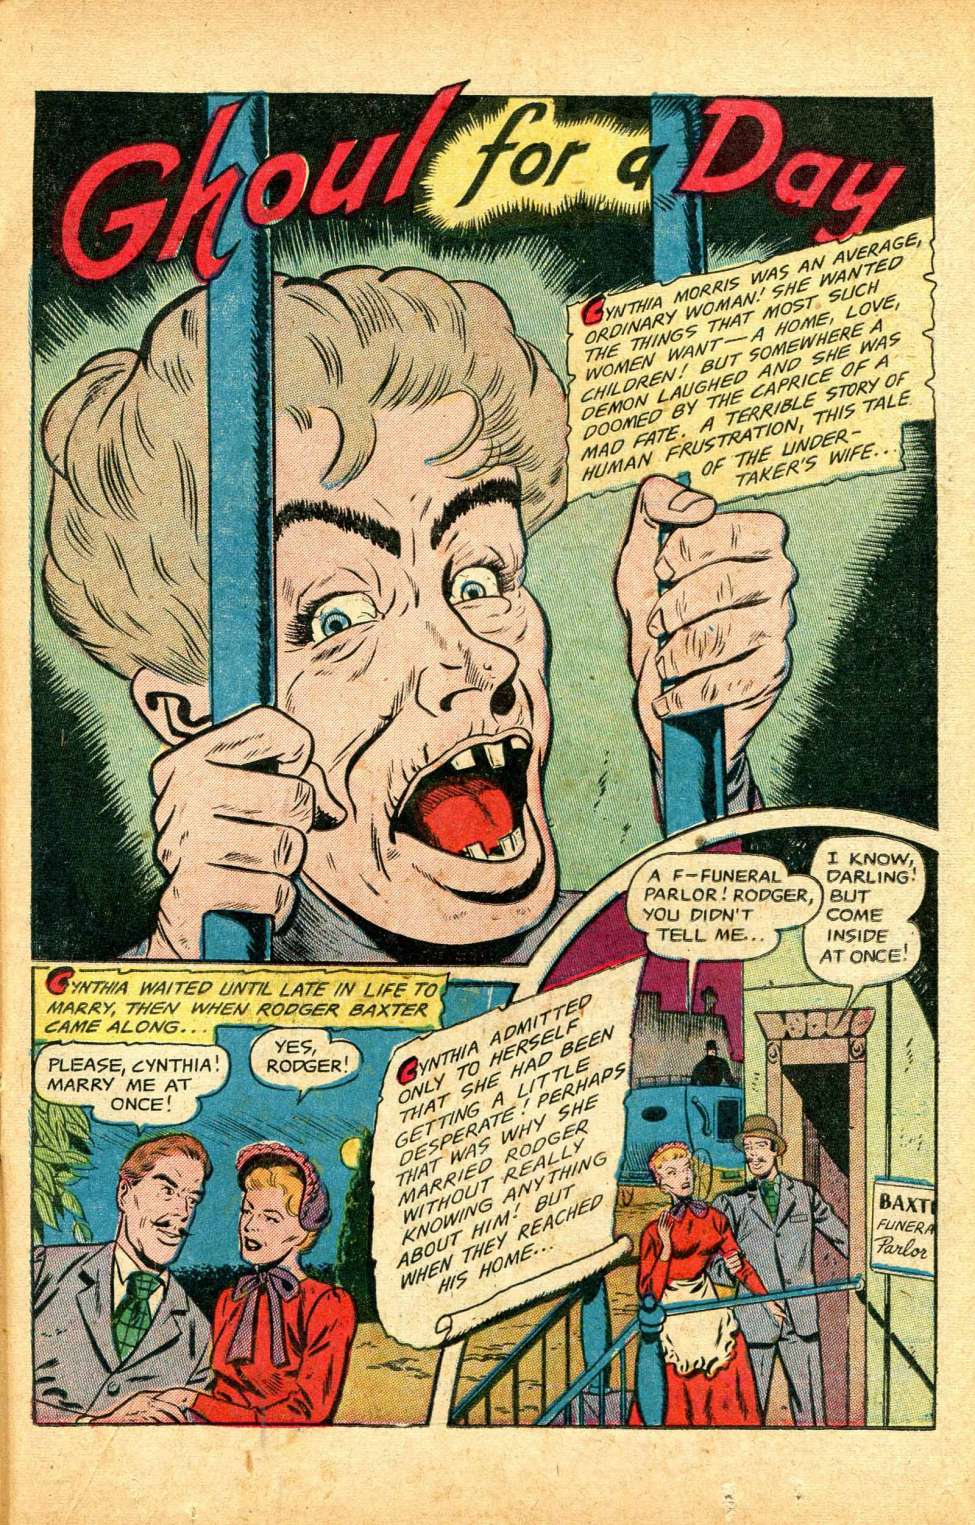 Ghoul for a Day
CYNTHIA MORRIS WAS AN AVERAGE,
ORDINARY WOMAN! SHE WANTED
THE THINGS THAT MOST SUCH
WOMEN WANT — A HOME, LOVE,
CHILDREN! BUT SOMEWHERE A
DEMON LAUGHED AND SHE WAS
DOOMED BY THE CAPRICE OF A
MAD FATE. A TERRIBLE STORY OF
HUMAN FRUSTRATION, THIS TALE
OF THE UNDER-
TAKER'S WIFE...
CYNTHIA WAITED UNTIL LATE IN LIFE TO
MARRY, THEN WHEN RODGER BAXTER
CAME ALONG...
PLEASE, CYNTHIA!
MARRY ME AT
ONCE!
YES,
RODGER!
CYNTHIA ADMITTED
ONLY TO HERSELF
THAT SHE HAD BEEN
GETTING A LITTLE
DESPERATE! PERHAPS
THAT WAS WHY SHE
MARRIED RODGER
WITHOUT REALLY
KNOWING ANYTHING
ABOUT HIM! BUT
WHEN THEY REACHED
HIS HOME...
A F-FUNERAL
PARLOR! RODGER,
YOU DIDN'T
TELL ME...
I KNOW,
DARLING!
BUT
COME
INSIDE
AT ONCE!
BAXT
FUNERA
Parlor